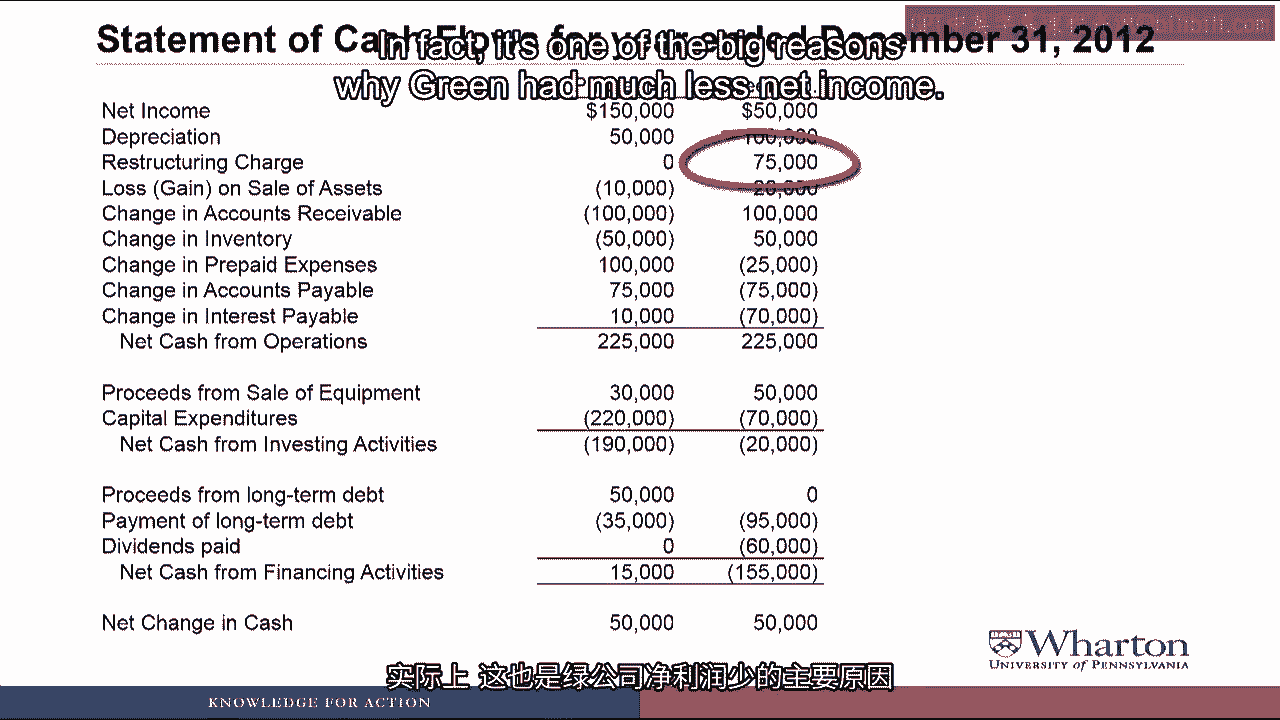 Statement of Cash Flows for year ended December 31, 2012
In fact, it's one of the big reasons
why Green had much less net income.
Net Income $150,000 $50,000
Depreciation 50,000 100,000
Restructuring Charge 0 75,000
Loss (Gain) on Sale of Assets (10,000) 20,000
Change in Accounts Receivable (100,000) 100,000
Change in Inventory (50,000) 50,000
Change in Prepaid Expenses 100,000 (25,000)
Change in Accounts Payable 75,000 (75,000)
Change in Interest Payable 10,000 (70,000)
Net Cash from Operations 225,000 225,000
Proceeds from Sale of Equipment 30,000 50,000
Capital Expenditures (220,000) (70,000)
Net Cash from Investing Activities (190,000) (20,000)
Proceeds from long-term debt 50,000 0
Payment of long-term debt (35,000) (95,000)
Dividends paid 0 (60,000)
Net Cash from Financing Activities 15,000 (155,000)
Net Change in Cash 50,000 50,000
Wharton
UNIVERSITY of PENNSYLVANIA
实际上 这也是绿公司净利润少的主要原因
KNOWLEDGE FOR ACTION